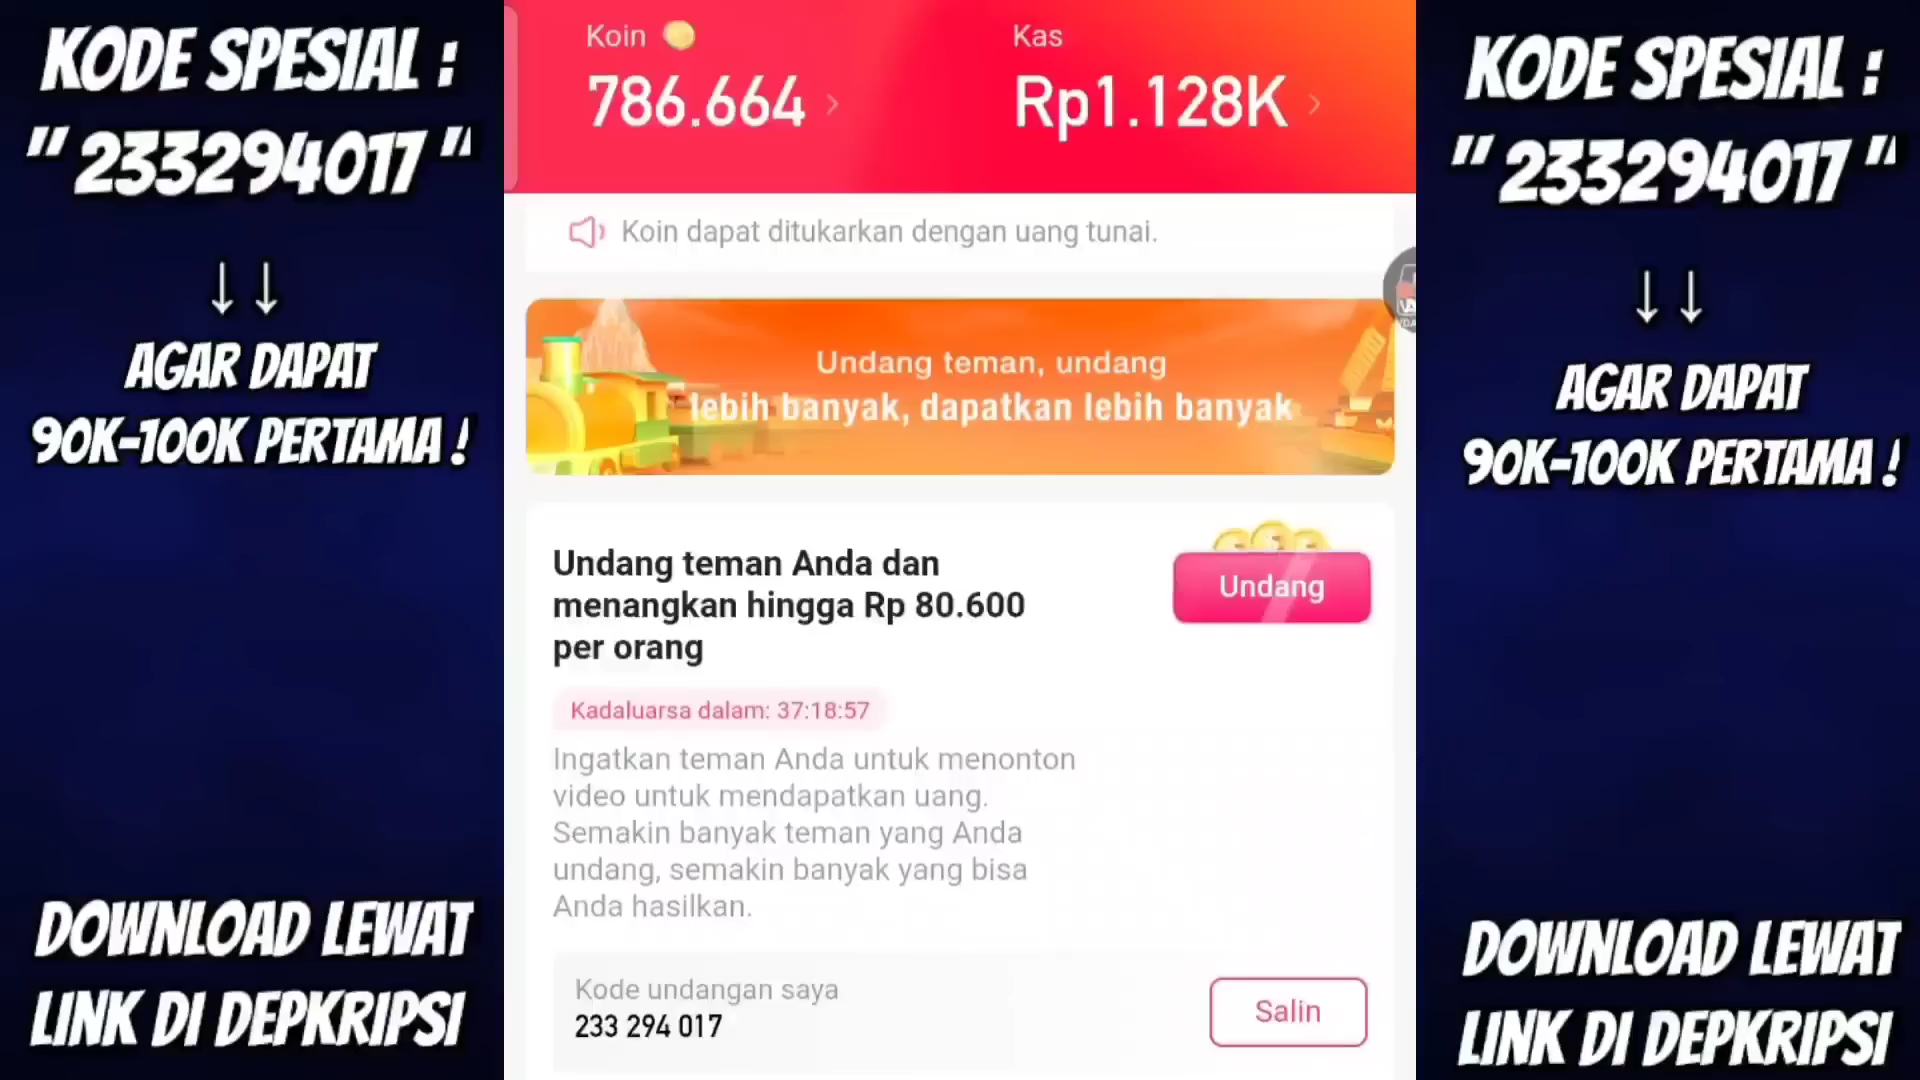 KODE SPESIAL :
" 233294017 "
↓↓
AGAR DAPAT
90K-100K PERTAMA !
DOWNLOAD LEWAT
LINK DI DEPKRIPSI
Koin
786.664
Kas
Rp1.128K
Koin dapat ditukarkan dengan uang tunai.
Undang teman, undang
lebih banyak, dapatkan lebih banyak
Undang teman Anda dan
menangkan hingga Rp 80.600
per orang
Undang
Kadaluarsa dalam: 37:18:57
Ingatkan teman Anda untuk menonton
video untuk mendapatkan uang.
Semakin banyak teman yang Anda
undang, semakin banyak yang bisa
Anda hasilkan.
Kode undangan saya
233 294 017
Salin
KODE SPESIAL :
" 233294017 "
↓↓
AGAR DAPAT
90K-100K PERTAMA !
DOWNLOAD LEWAT
LINK DI DEPKRIPSI